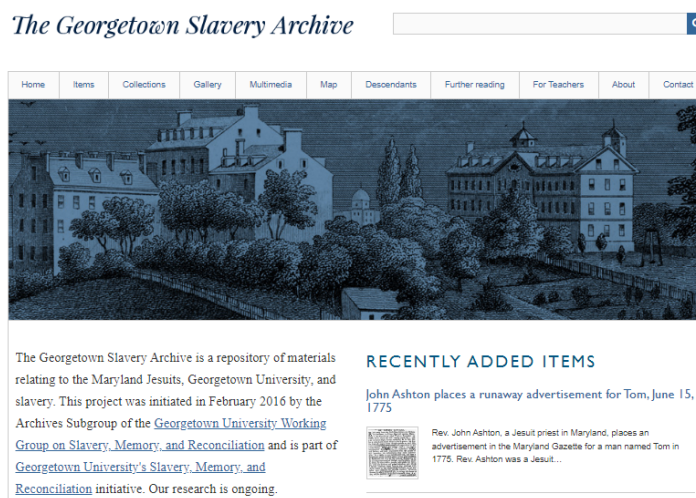 The Georgetown Slavery Archive
Home Items Collections Gallery Multimedia Map Descendants Further reading For Teachers About Contact
The Georgetown Slavery Archive is a repository of materials
relating to the Maryland Jesuits, Georgetown University, and
slavery. This project was initiated in February 2016 by the
Archives Subgroup of the Georgetown University Working
Group on Slavery, Memory, and Reconciliation and is part of
Georgetown University's Slavery, Memory, and
Reconciliation initiative. Our research is ongoing.
RECENTLY ADDED ITEMS
John Ashton places a runaway advertisement for Tom, June 15,
1775
Rev. John Ashton, a Jesuit priest in Maryland, places an
advertisement in the Maryland Gazette for a man named Tom in
1775. Rev. Ashton was a Jesuit...